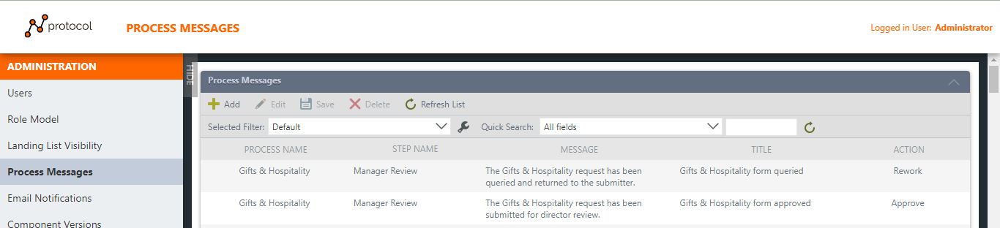 protocol
PROCESS MESSAGES
Logged in User: Administrator
ADMINISTRATION
Users
Role Model
Landing List Visibility
Process Messages
Email Notifications
Component Versions
HIDE
Process Messages
Add Edit Save Delete Refresh List
Selected Filter: Default Quick Search: All fields
PROCESS NAME STEP NAME MESSAGE TITLE ACTION
Gifts & Hospitality Manager Review The Gifts & Hospitality request has been Gifts & Hospitality form queried Rework
queried and returned to the submitter.
Gifts & Hospitality Manager Review The Gifts & Hospitality request has been Gifts & Hospitality form approved Approve
submitted for director review.